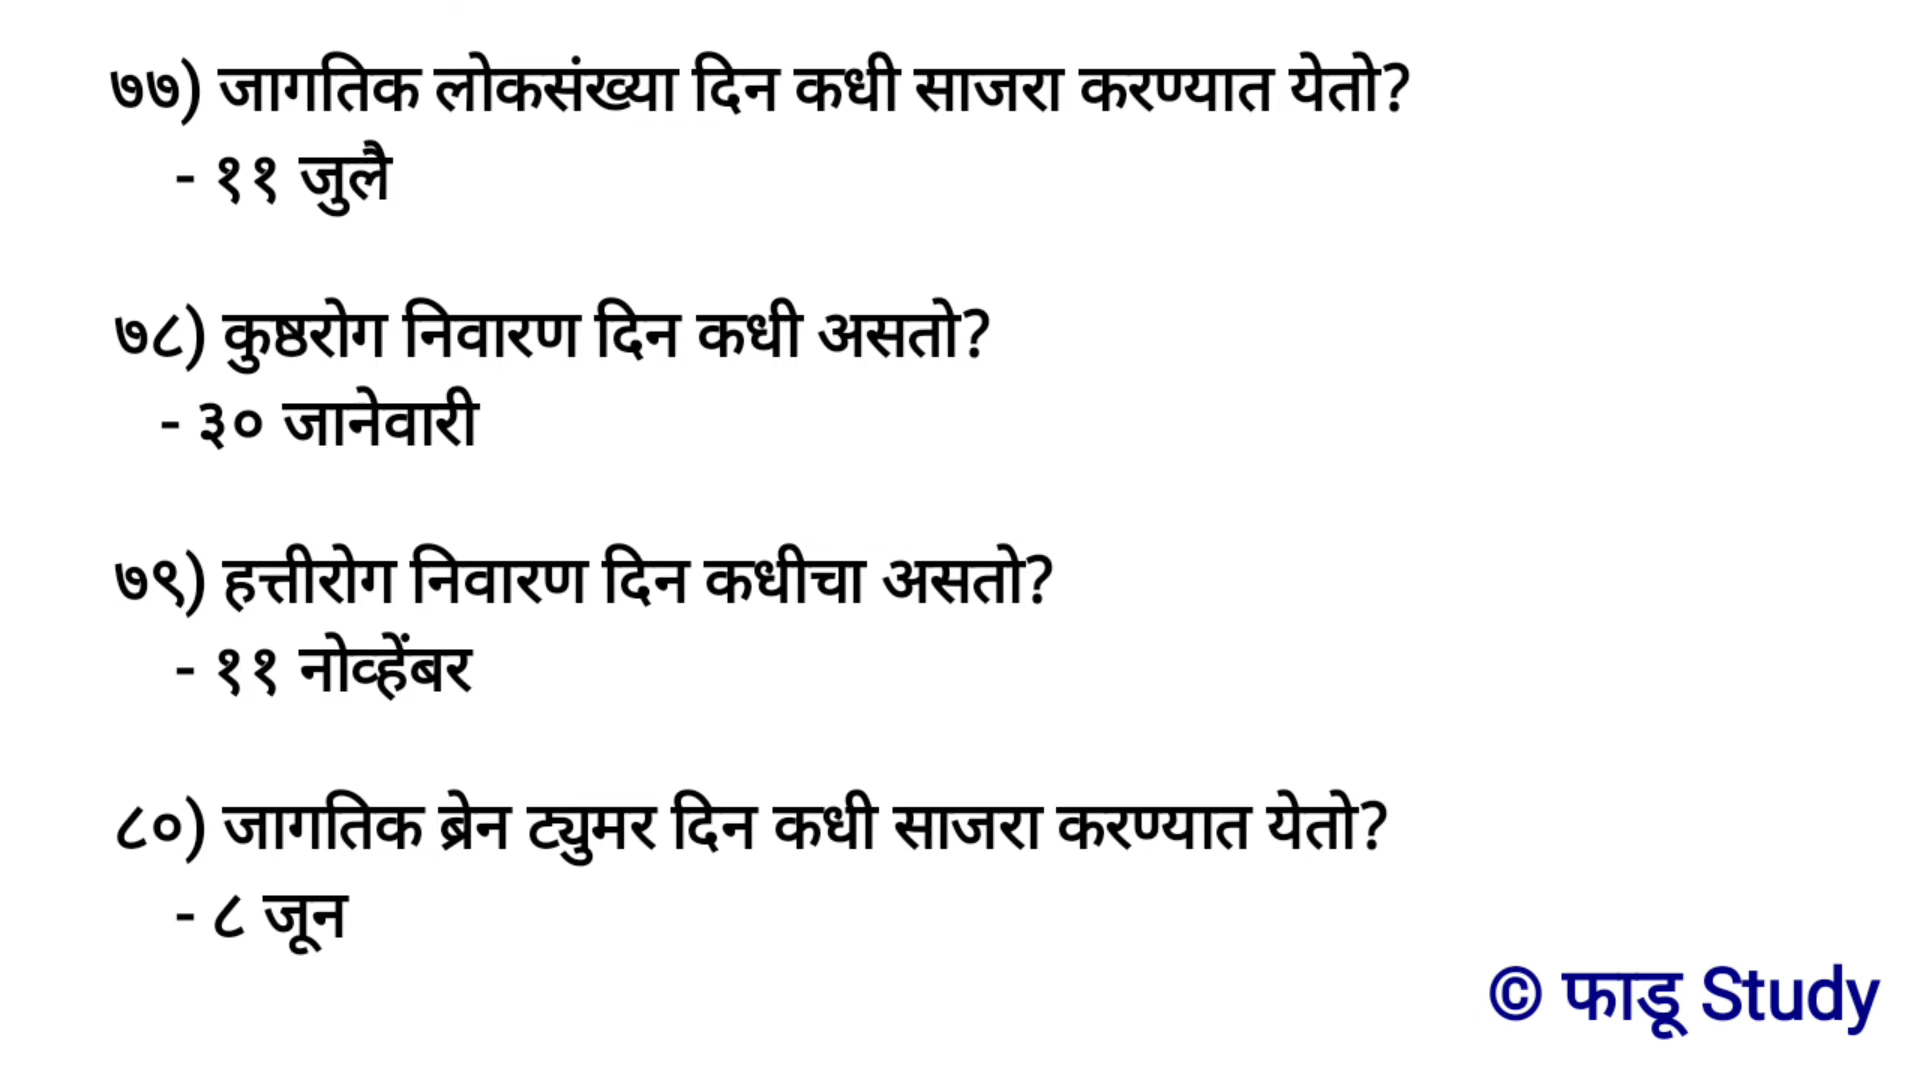 ७७) जागतिक लोकसंख्या दिन कधी साजरा करण्यात येतो?
- ११ जुलै
७८) कुष्ठरोग निवारण दिन कधी असतो?
- ३० जानेवारी
७९) हत्तीरोग निवारण दिन कधीचा असतो?
- ११ नोव्हेंबर
८०) जागतिक ब्रेन ट्युमर दिन कधी साजरा करण्यात येतो?
- ८ जून
© फाडू Study